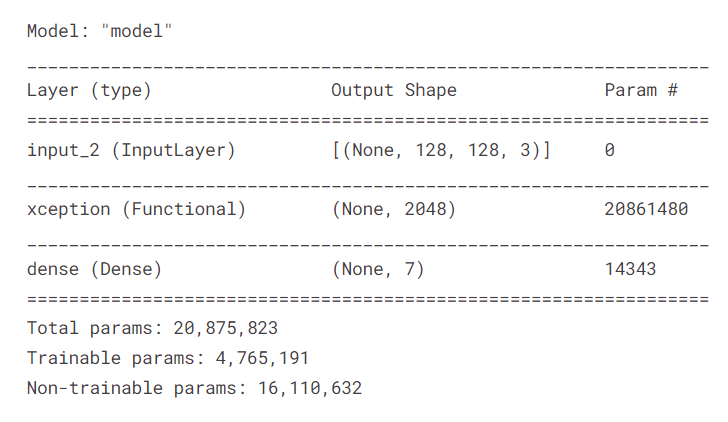 Model: "model"
_________________________________________________________________
Layer (type)                 Output Shape              Param #
=================================================================
input_2 (InputLayer)         [(None, 128, 128, 3)]     0
_________________________________________________________________
xception (Functional)        (None, 2048)              20861480
_________________________________________________________________
dense (Dense)                (None, 7)                 14343
=================================================================
Total params: 20,875,823
Trainable params: 4,765,191
Non-trainable params: 16,110,632